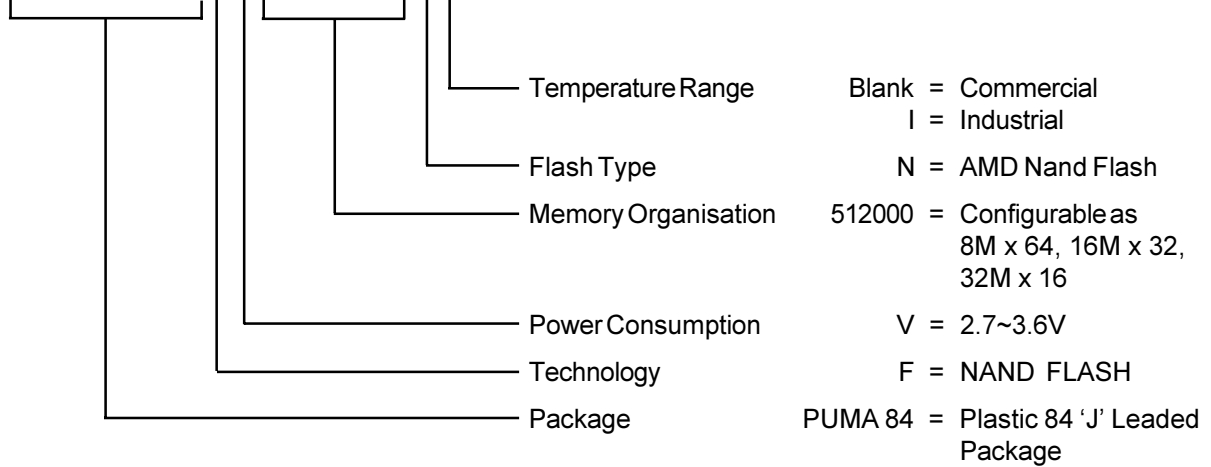 Temperature Range Blank = Commercial
I = Industrial
Flash Type N = AMD Nand Flash
Memory Organisation 512000 = Configurable as
8M x 64, 16M x 32,
32M x 16
Power Consumption V = 2.7~3.6V
Technology F = NAND FLASH
Package PUMA 84 = Plastic 84 ‘J’ Leaded
Package